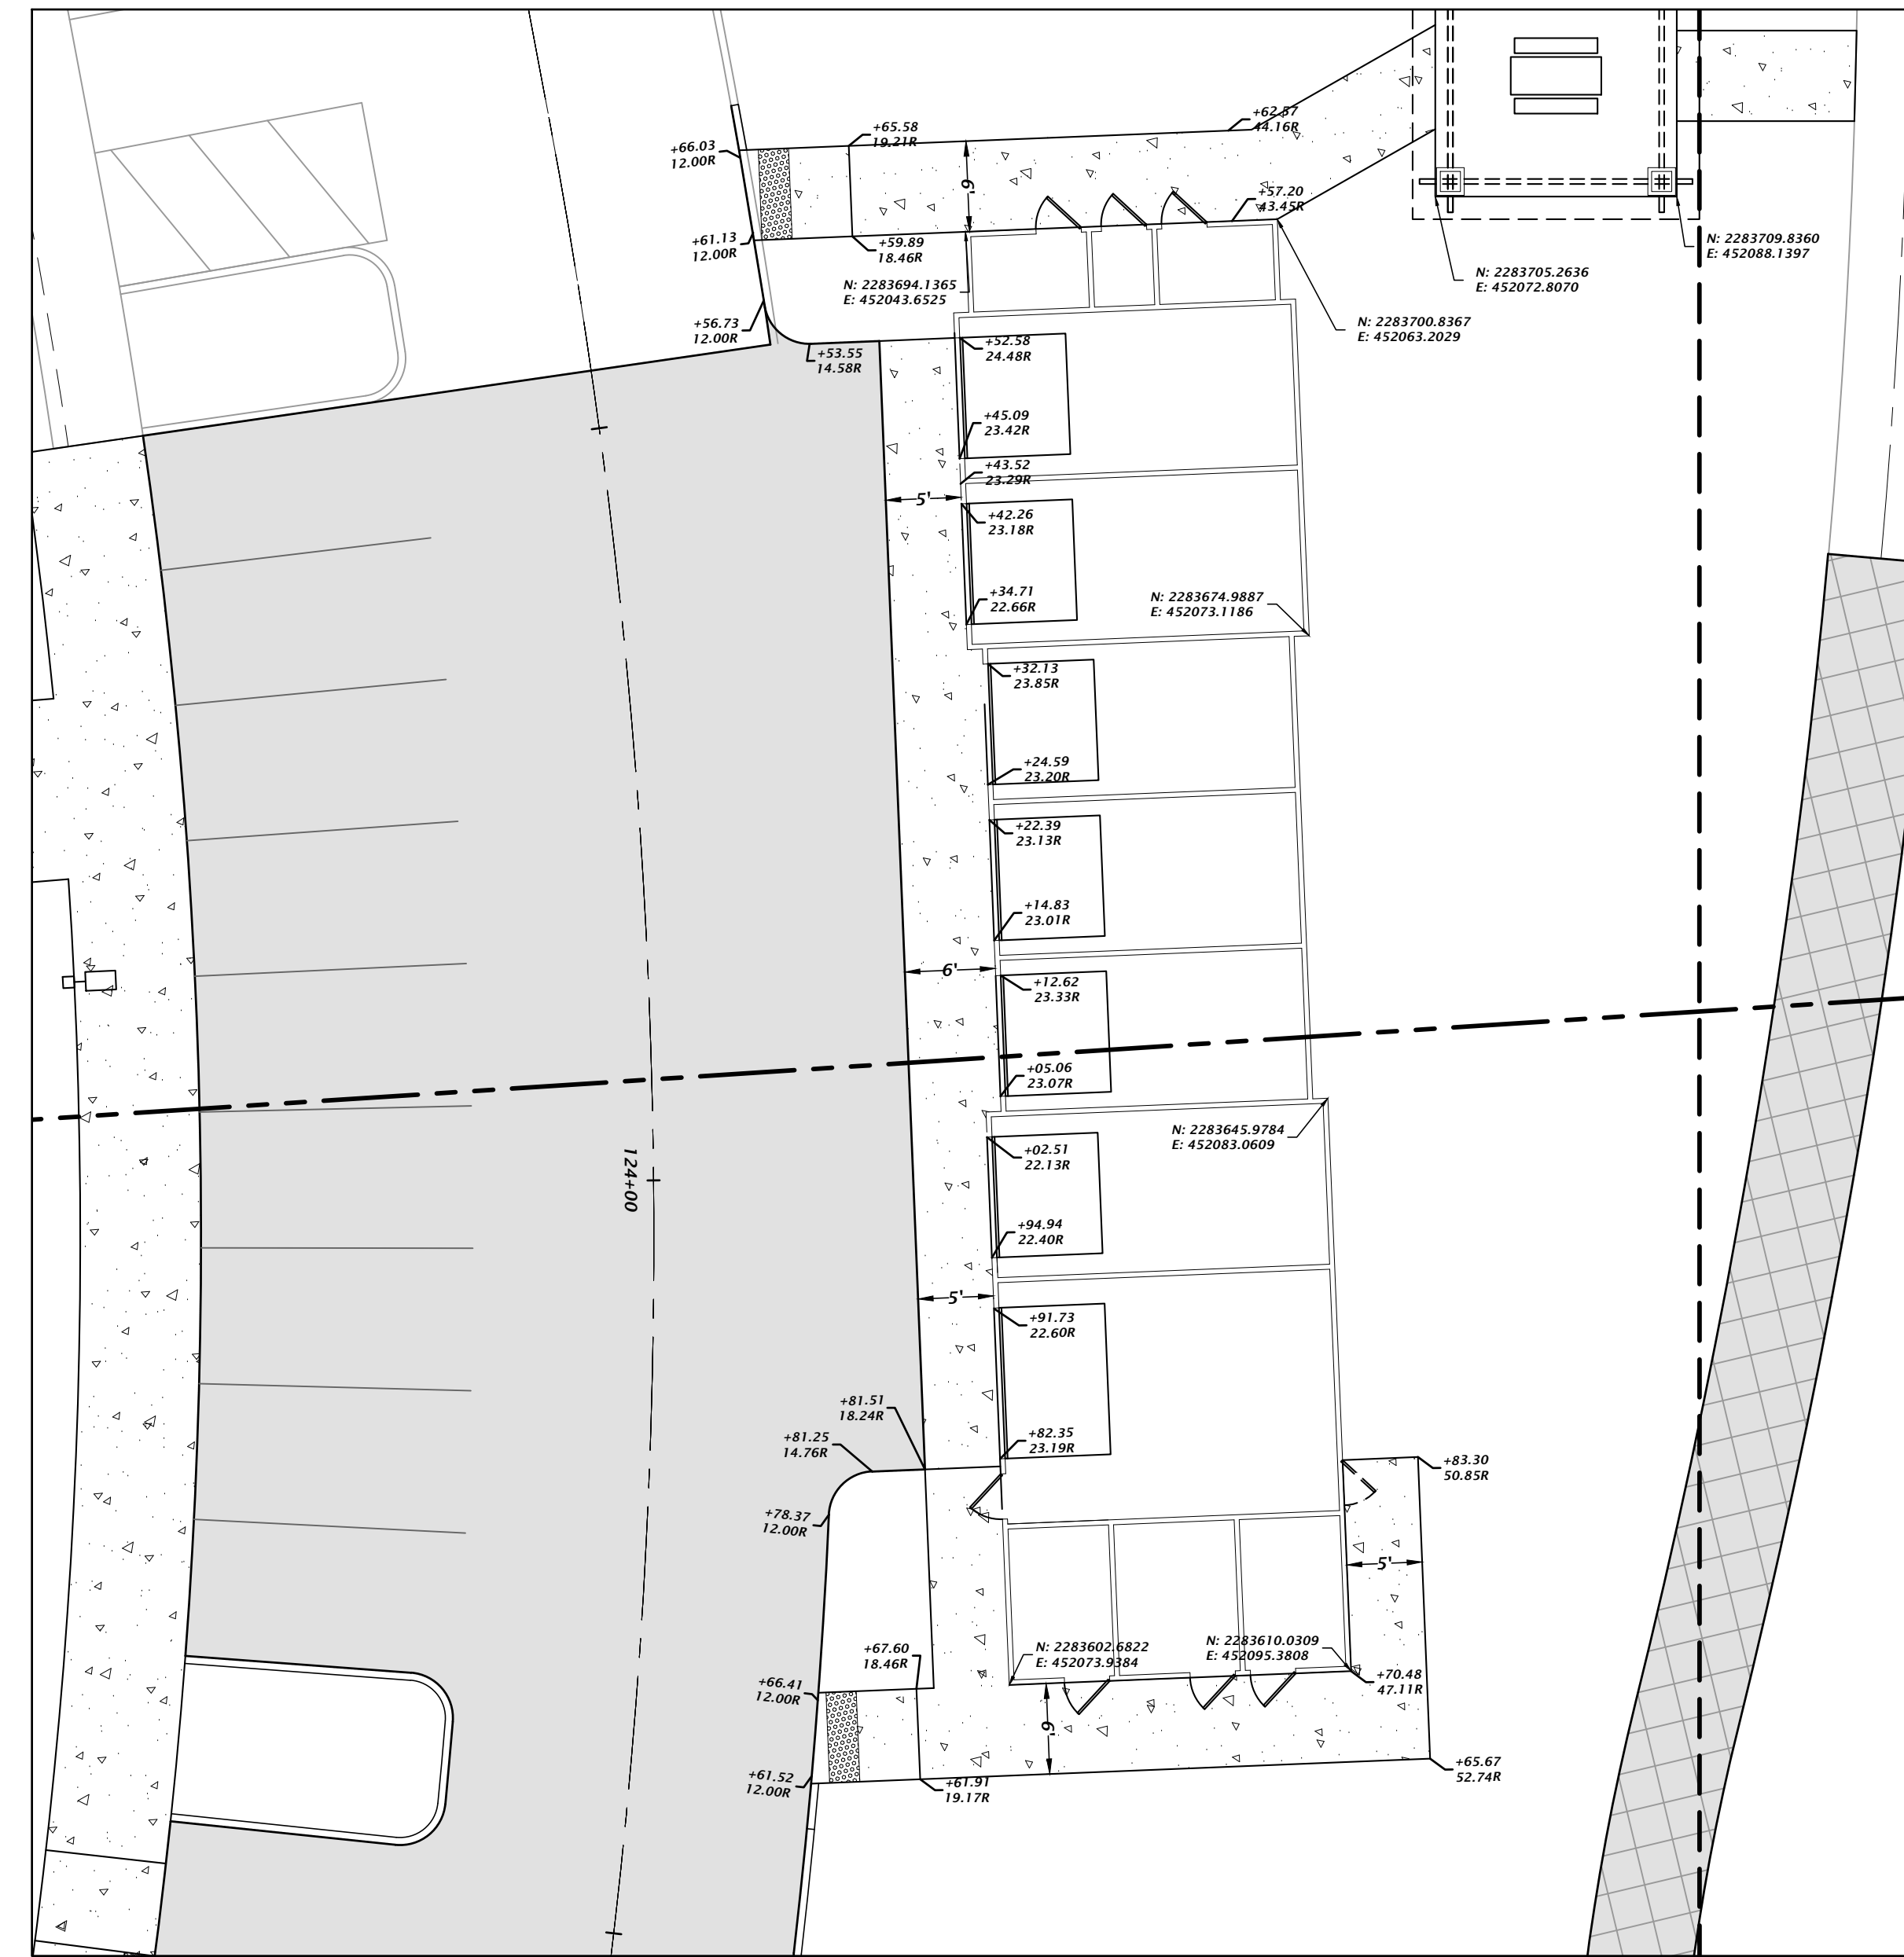 +62.57
44.16R
+65.58
19.21R
+66.03
12.00R
6'
+57.20
43.45R
+61.13
12.00R
+59.89
18.46R
N: 2283709.8360
E: 452088.1397
N: 2283705.2636
E: 452072.8070
N: 2283694.1365
E: 452043.6525
+56.73
12.00R
N: 2283700.8367
E: 452063.2029
+53.55
14.58R
+52.58
24.48R
+45.09
23.42R
+43.52
23.29R
5'
+42.26
23.18R
+34.71
22.66R
N: 2283674.9887
E: 452073.1186
+32.13
23.85R
+24.59
23.20R
+22.39
23.13R
+14.83
23.01R
6'
+12.62
23.33R
+05.06
23.07R
124+00
N: 2283645.9784
E: 452083.0609
+02.51
22.13R
+94.94
22.40R
5'
+91.73
22.60R
+81.51
18.24R
+81.25
14.76R
+82.35
23.19R
+83.30
50.85R
+78.37
12.00R
5'
+67.60
18.46R
N: 2283602.6822
E: 452073.9384
N: 2283610.0309
E: 452095.3808
+70.48
47.11R
+66.41
12.00R
6'
+65.67
52.74R
+61.52
12.00R
+61.91
19.17R